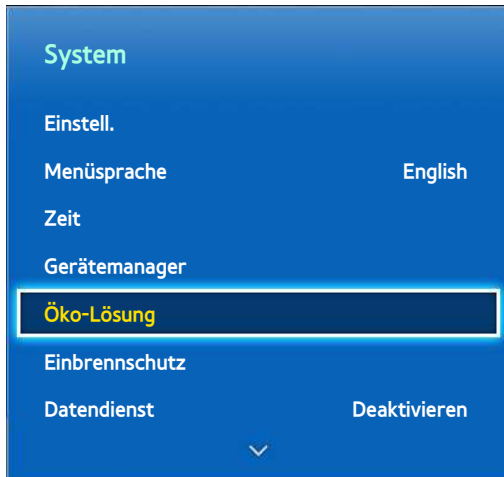 System
Einstell.
Menüsprache English
Zeit
Gerätemanager
Öko-Lösung
Einbrennschutz
Datendienst Deaktivieren